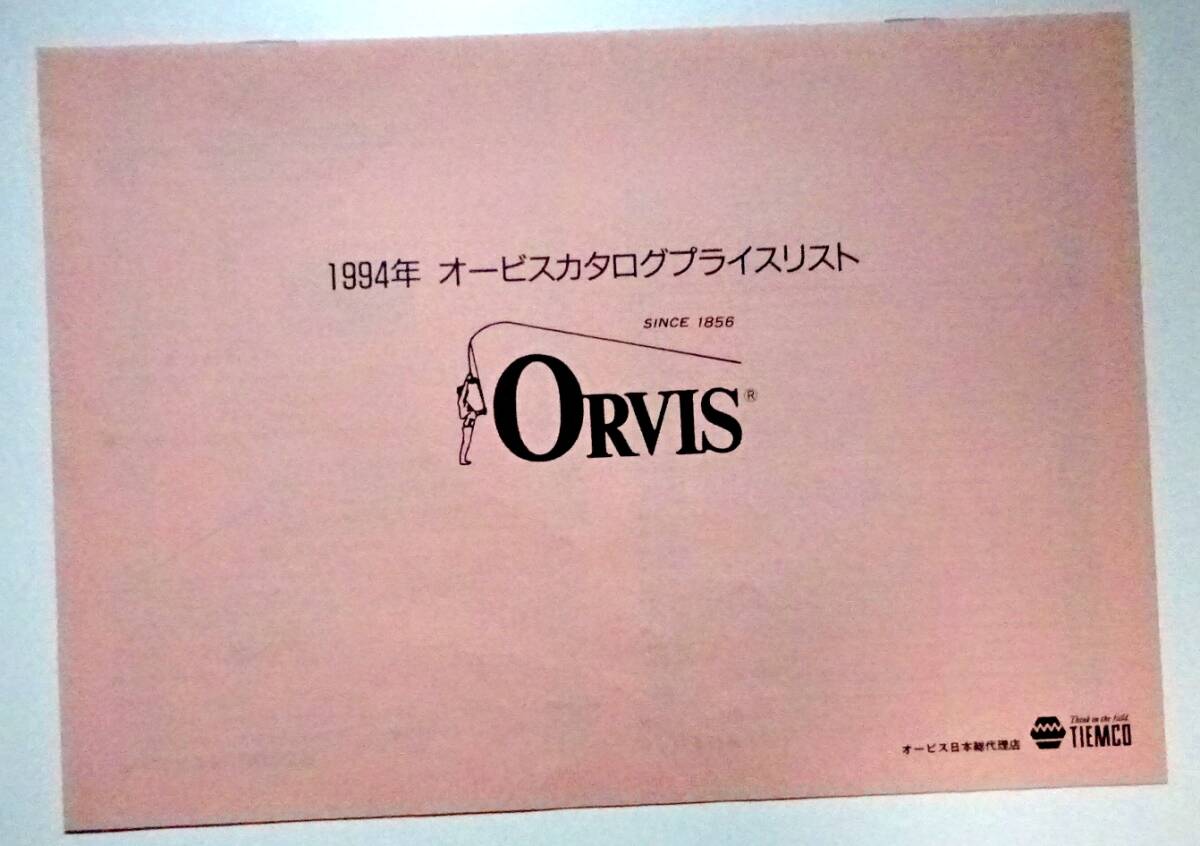 1994年 オービスカタログプライスリスト
SINCE 1856
ORVIS®
Think in the field.
オービス日本総代理店 TIEMCO